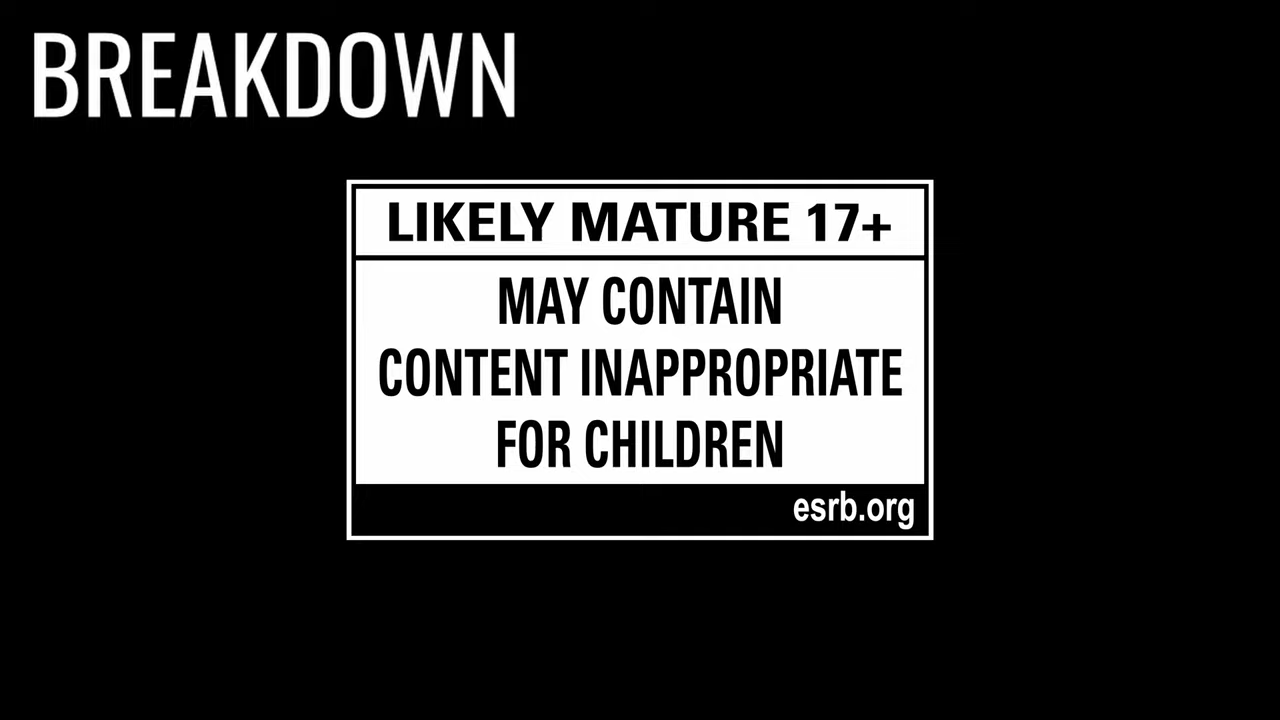 BREAKDOWN
LIKELY MATURE 17+
MAY CONTAIN
CONTENT INAPPROPRIATE
FOR CHILDREN
esrb.org